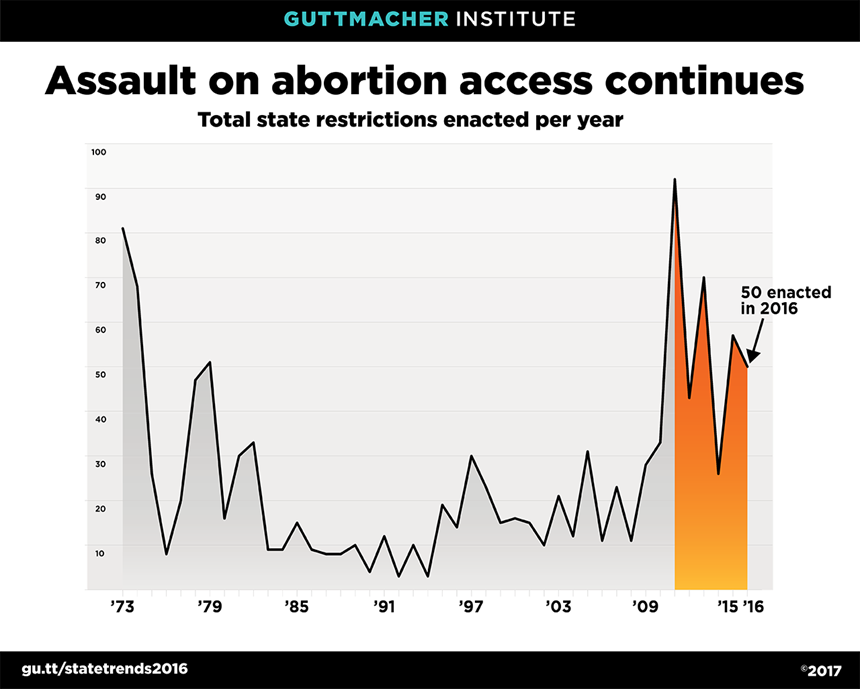 GUTTMACHER INSTITUTE
Assault on abortion access continues
Total state restrictions enacted per year
100
90
80
70
60
50
40
30
20
10
50 enacted
in 2016
’73 ’79 ’85 ’91 ’97 ’03 ’09 ’15 ’16
gu.tt/statetrends2016
©2017